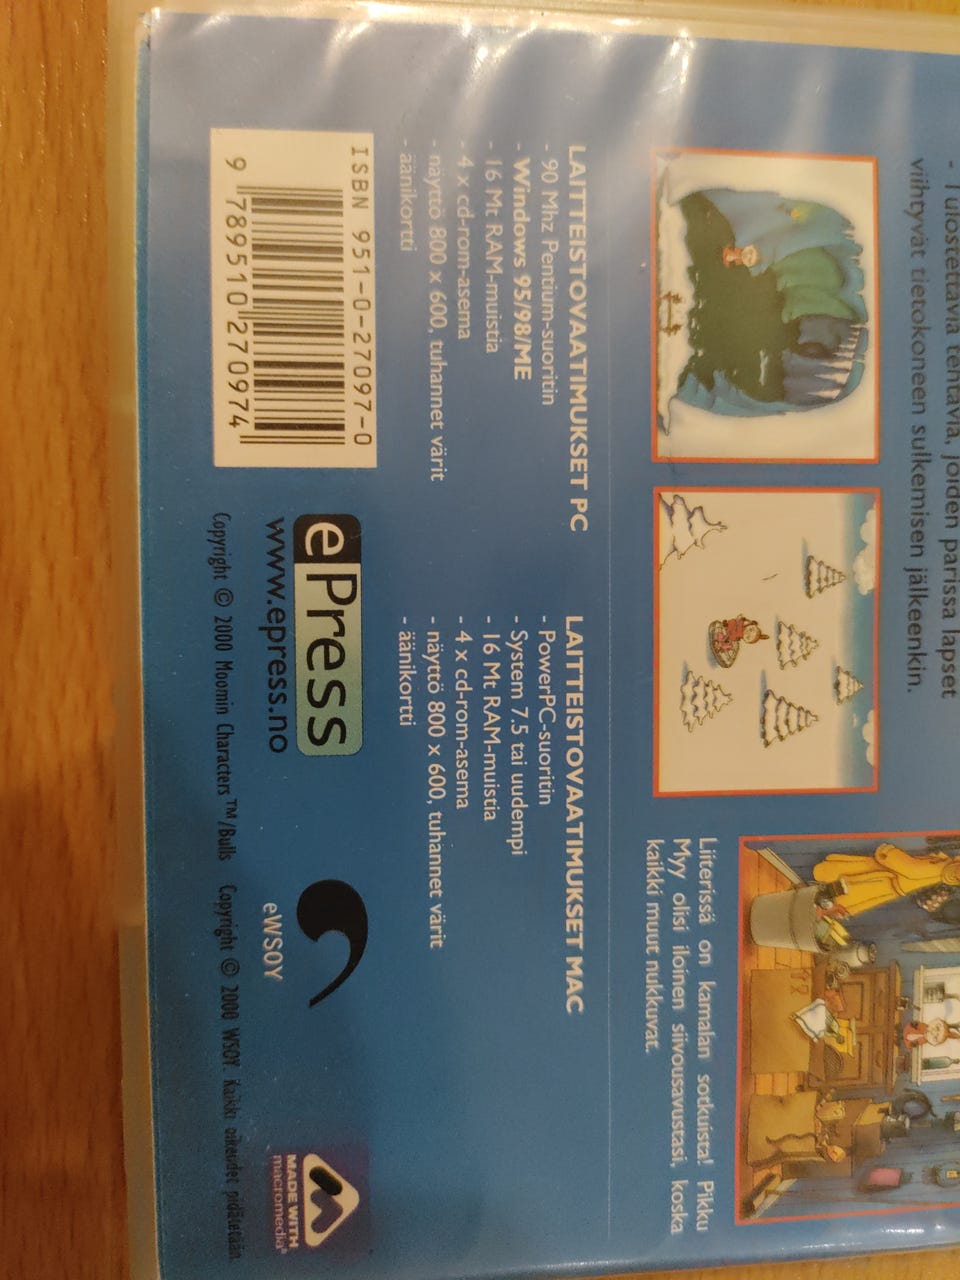 - Tulostettavia tehtäviä, joiden parissa lapset
viihtyvät tietokoneen sulkemisen jälkeenkin.
Liiterissä on kamalan sotkuista! Pikku
Myy olisi iloinen siivousavustasi, koska
kaikki muut nukkuvat.
LAITTEISTOVAATIMUKSET PC
- 90 Mhz Pentium-suoritin
- Windows 95/98/ME
- 16 Mt RAM-muistia
- 4 x cd-rom-asema
- näyttö 800 x 600, tuhannet värit
- äänikortti
LAITTEISTOVAATIMUKSET MAC
- PowerPC-suoritin
- System 7.5 tai uudempi
- 16 Mt RAM-muistia
- 4 x cd-rom-asema
- näyttö 800 x 600, tuhannet värit
- äänikortti
ISBN 951-0-27097-0
9 789510 270974
ePress
www.epress.no
eWSOY
MADE WITH
macromedia®
Copyright © 2000 Moomin Characters™/Bulls Copyright © 2000 WSOY. Kaikki oikeudet pidätetään.